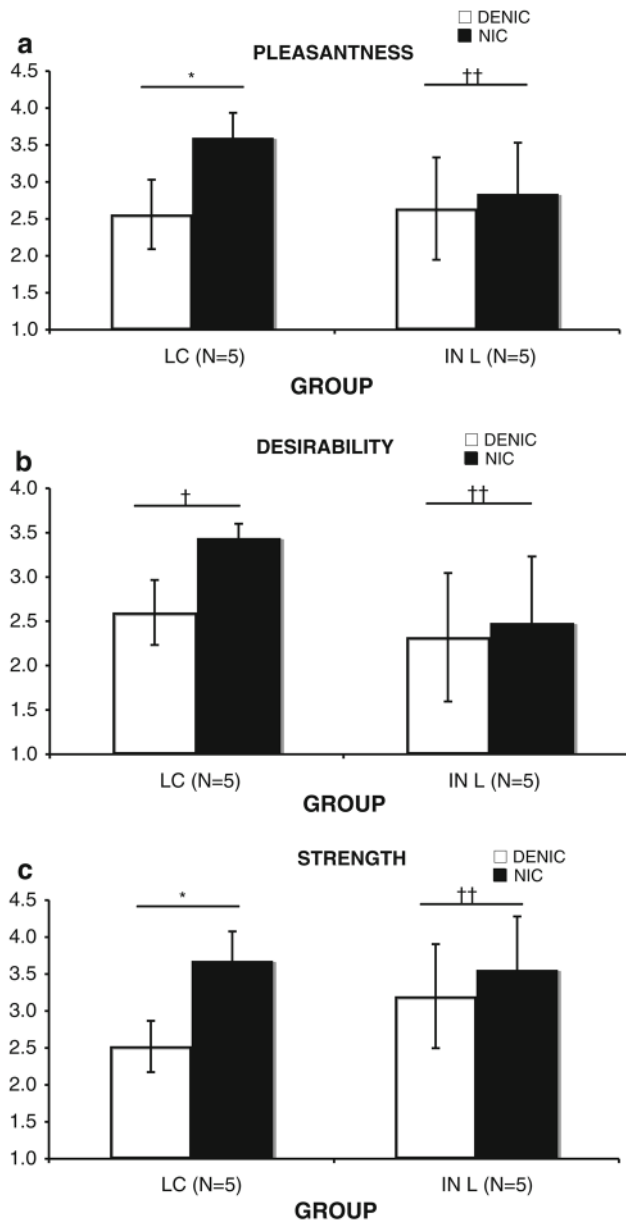 a
PLEASANTNESS
DENIC
NIC
*
††
4.5
4.0
3.5
3.0
2.5
2.0
1.5
1.0
LC (N=5)
IN L (N=5)
GROUP
b
DESIRABILITY
DENIC
NIC
†
††
4.0
3.5
3.0
2.5
2.0
1.5
1.0
LC (N=5)
IN L (N=5)
GROUP
c
STRENGTH
DENIC
NIC
*
††
4.5
4.0
3.5
3.0
2.5
2.0
1.5
1.0
LC (N=5)
IN L (N=5)
GROUP